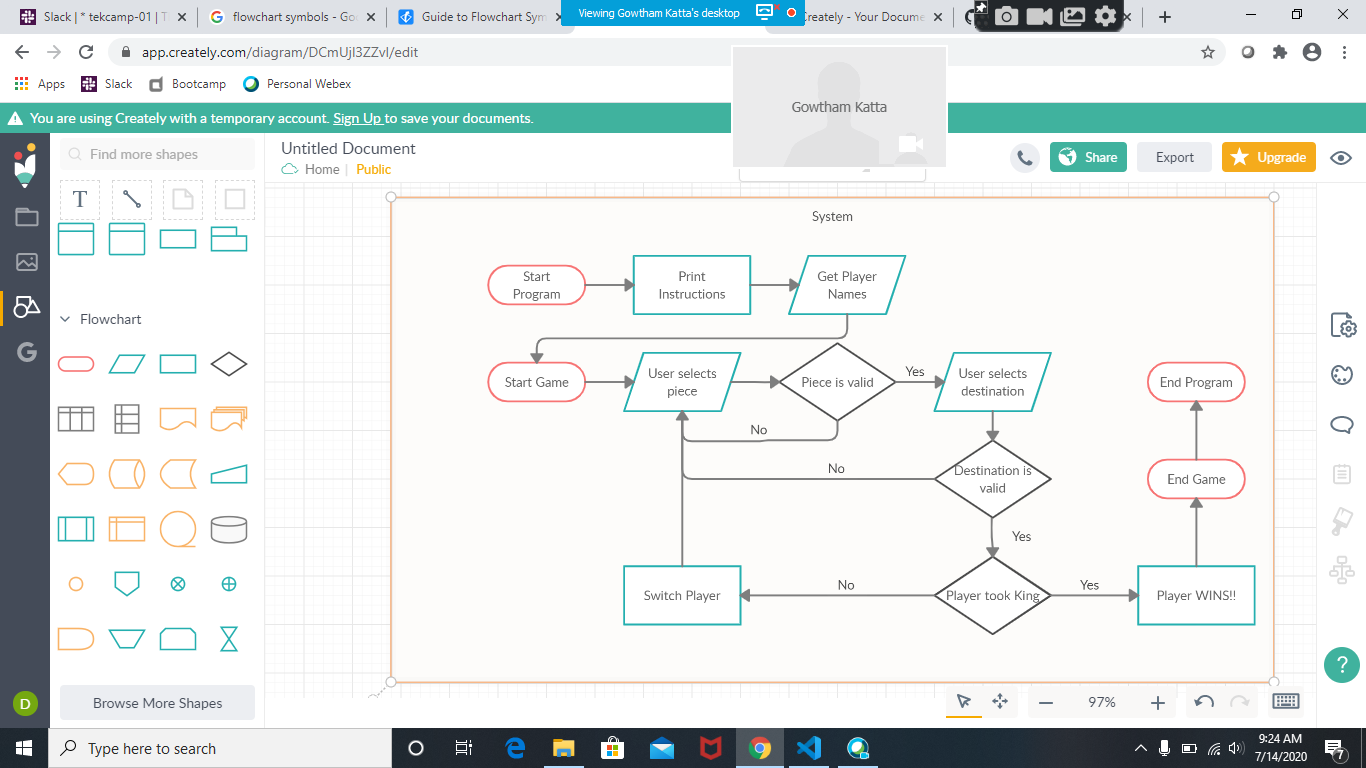 Slack | * tekcamp-01 | T
flowchart symbols - Goo
Guide to Flowchart Sym
Viewing Gowtham Katta's desktop
Creately - Your Docume
app.creately.com/diagram/DCmUjI3ZZvI/edit
Apps
Slack
Bootcamp
Personal Webex
Gowtham Katta
You are using Creately with a temporary account. Sign Up to save your documents.
Find more shapes
Untitled Document
Home | Public
Share
Export
Upgrade
T
System
Start
Program
Print
Instructions
Get Player
Names
Flowchart
Start Game
User selects
piece
Piece is valid
Yes
User selects
destination
End Program
No
No
Destination is
valid
End Game
Yes
Switch Player
No
Player took King
Yes
Player WINS!!
Browse More Shapes
D
97%
?
Type here to search
9:24 AM
7/14/2020
7